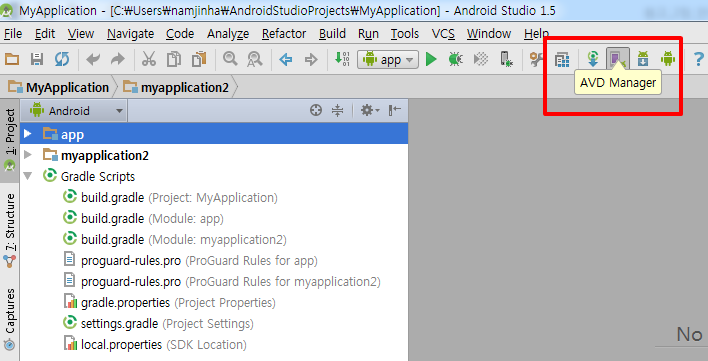 MyApplication - [C:₩Users₩namjinha₩AndroidStudioProjects₩MyApplication] - Android Studio 1.5
File Edit View Navigate Code Analyze Refactor Build Run Tools VCS Window Help
app
MyApplication myapplication2
AVD Manager
Android
1: Project
7: Structure
Captures
app
myapplication2
Gradle Scripts
build.gradle (Project: MyApplication)
build.gradle (Module: app)
build.gradle (Module: myapplication2)
proguard-rules.pro (ProGuard Rules for app)
proguard-rules.pro (ProGuard Rules for myapplication2)
gradle.properties (Project Properties)
settings.gradle (Project Settings)
local.properties (SDK Location)
No